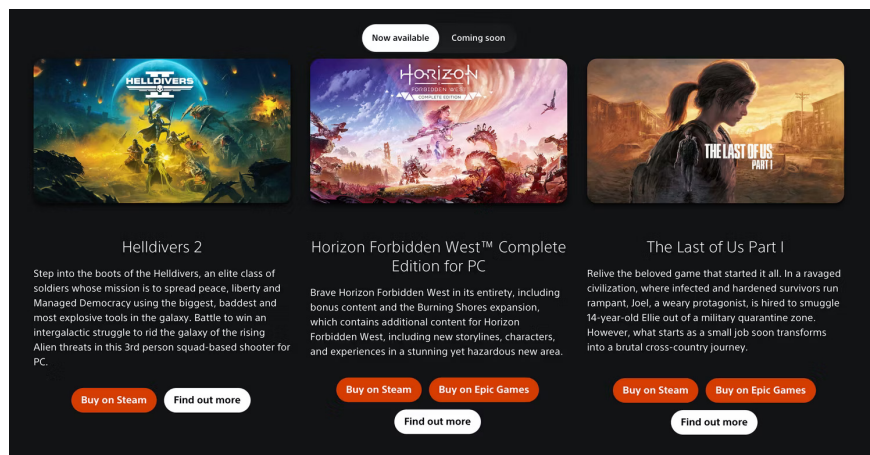 Now available
Coming soon
HELLDIVERS
II
HORIZON
FORBIDDEN WEST
COMPLETE EDITION
THE LAST OF US
PART I
Helldivers 2
Step into the boots of the Helldivers, an elite class of
soldiers whose mission is to spread peace, liberty and
Managed Democracy using the biggest, baddest and
most explosive tools in the galaxy. Battle to win an
intergalactic struggle to rid the galaxy of the rising
Alien threats in this 3rd person squad-based shooter for
PC.
Buy on Steam
Find out more
Horizon Forbidden West™ Complete
Edition for PC
Brave Horizon Forbidden West in its entirety, including
bonus content and the Burning Shores expansion,
which contains additional content for Horizon
Forbidden West, including new storylines, characters,
and experiences in a stunning yet hazardous new area.
Buy on Steam
Buy on Epic Games
Find out more
The Last of Us Part I
Relive the beloved game that started it all. In a ravaged
civilization, where infected and hardened survivors run
rampant, Joel, a weary protagonist, is hired to smuggle
14-year-old Ellie out of a military quarantine zone.
However, what starts as a small job soon transforms
into a brutal cross-country journey.
Buy on Steam
Buy on Epic Games
Find out more